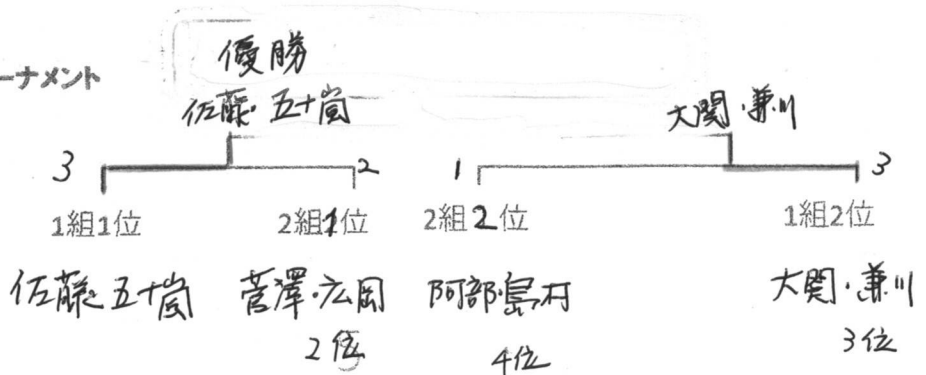 優勝
ーナメント
佐藤・五十嵐 大関・兼川
3 2 1 3
1組1位 2組1位 2組2位 1組2位
佐藤・五十嵐 菅澤・広岡 阿部・島村 大関・兼川
2位 4位 3位